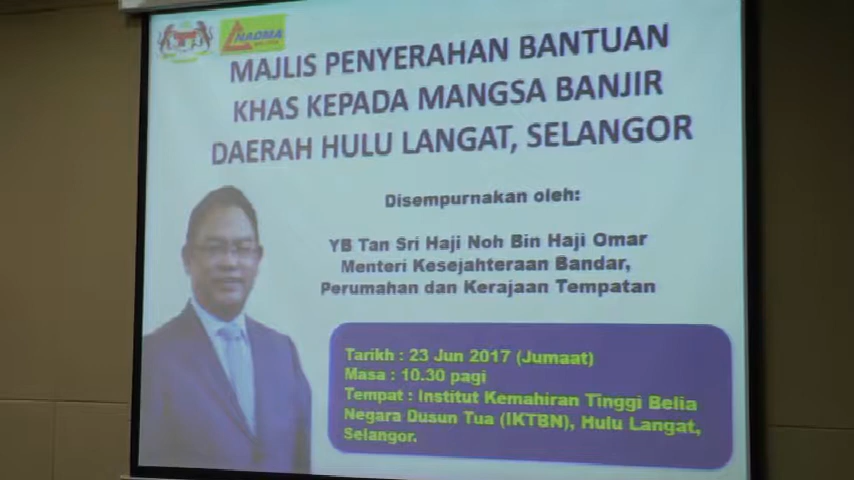 NADMA
MAJLIS PENYERAHAN BANTUAN
KHAS KEPADA MANGSA BANJIR
DAERAH HULU LANGAT, SELANGOR
Disempurnakan oleh:
YB Tan Sri Haji Noh Bin Haji Omar
Menteri Kesejahteraan Bandar,
Perumahan dan Kerajaan Tempatan
Tarikh : 23 Jun 2017 (Jumaat)
Masa : 10.30 pagi
Tempat : Institut Kemahiran Tinggi Belia
Negara Dusun Tua (IKTBN), Hulu Langat,
Selangor.